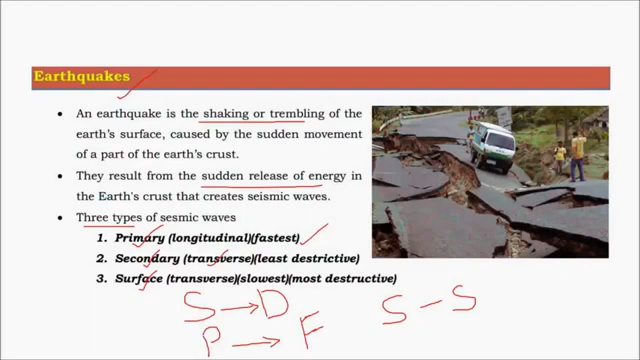 Earthquakes
An earthquake is the shaking or trembling of the
earth's surface, caused by the sudden movement
of a part of the earth's crust.
They result from the sudden release of energy in
the Earth's crust that creates seismic waves.
Three types of sesmic waves
1. Primary (longitudinal)(fastest)
2. Secondary (transverse)(least destrictive)
3. Surface (transverse)(slowest)(most destructive)
S → D S - S
P → F